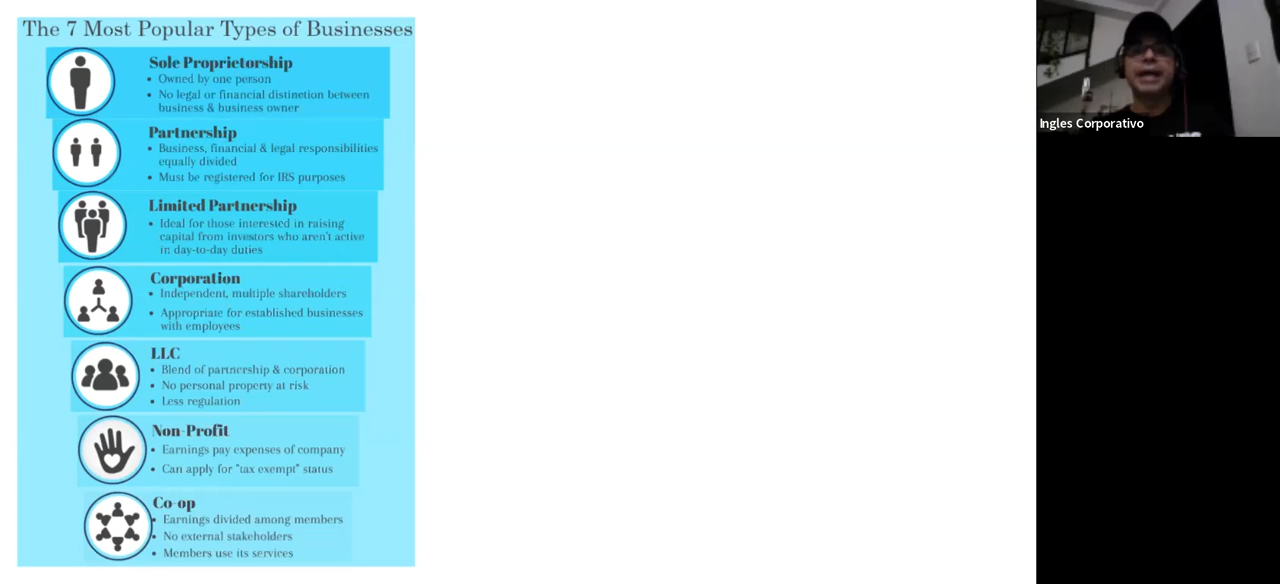 The 7 Most Popular Types of Businesses
Sole Proprietorship
• Owned by one person
• No legal or financial distinction between
business & business owner
Partnership
• Business, financial & legal responsibilities
equally divided
• Must be registered for IRS purposes
Limited Partnership
• Ideal for those interested in raising
capital from investors who aren't active
in day-to-day duties
Corporation
• Independent, multiple shareholders
• Appropriate for established businesses
with employees
LLC
• Blend of partnership & corporation
• No personal property at risk
• Less regulation
Non-Profit
• Earnings pay expenses of company
• Can apply for "tax exempt" status
Co-op
• Earnings divided among members
• No external stakeholders
• Members use its services
Ingles Corporativo